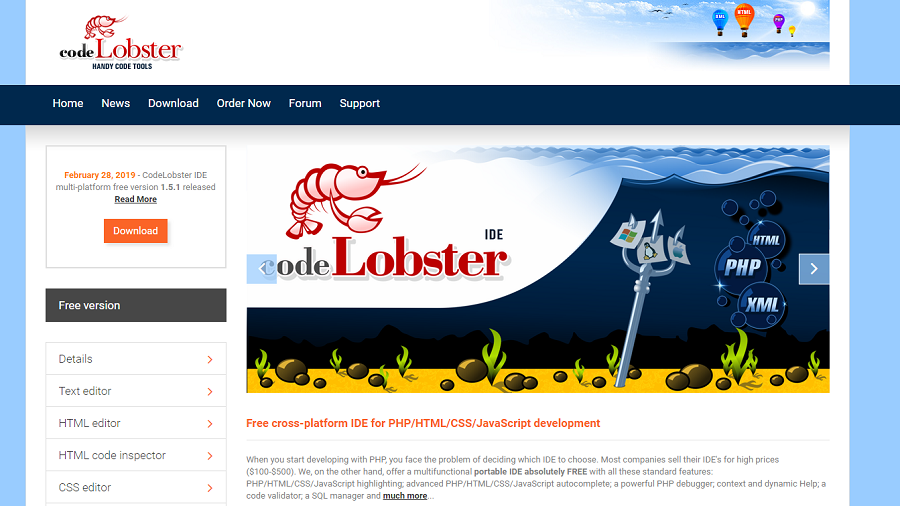 codeLobster
HANDY CODE TOOLS
XML
HTML
PHP
Home News Download Order Now Forum Support
February 28, 2019 - CodeLobster IDE
multi-platform free version 1.5.1 released
Read More
Download
Free version
Details
Text editor
HTML editor
HTML code inspector
CSS editor
IDE
codeLobster
HTML
PHP
XML
Free cross-platform IDE for PHP/HTML/CSS/JavaScript development
When you start developing with PHP, you face the problem of deciding which IDE to choose. Most companies sell their IDE's for high prices
($100-$500). We, on the other hand, offer a multifunctional portable IDE absolutely FREE with all these standard features:
PHP/HTML/CSS/JavaScript highlighting; advanced PHP/HTML/CSS/JavaScript autocomplete; a powerful PHP debugger; context and dynamic Help; a
code validator; a SQL manager and much more...